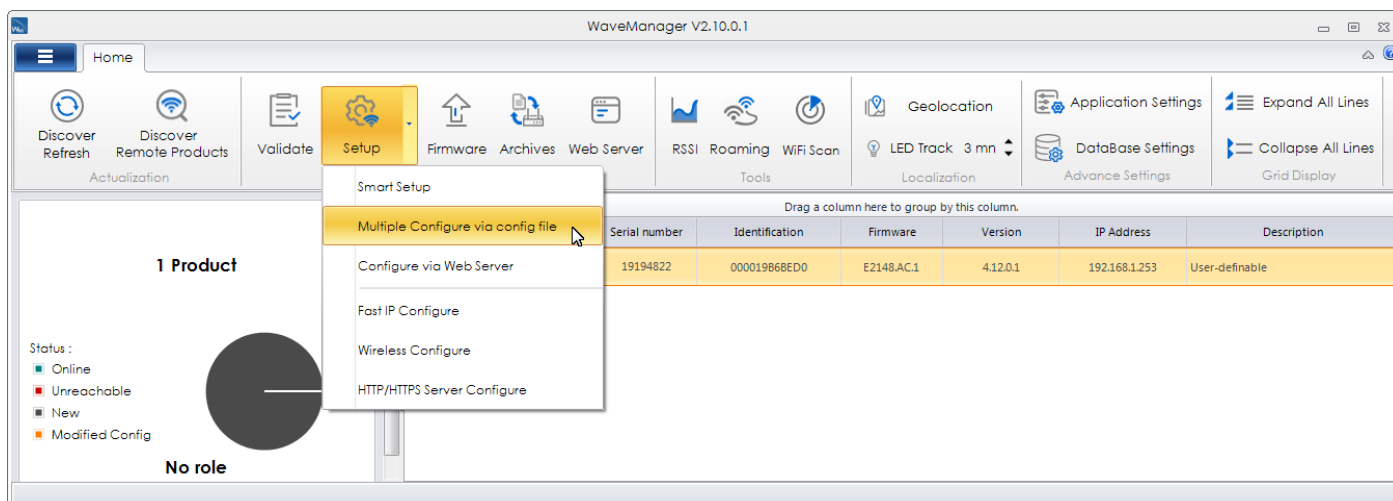 WaveManager V2.10.0.1
Home
Discover
Refresh
Discover
Remote Products
Actualization
Validate
Setup
Firmware
Archives
Web Server
RSSI
Roaming
WiFi Scan
Tools
Geolocation
LED Track 3 mn
Localization
Application Settings
DataBase Settings
Advance Settings
Expand All Lines
Collapse All Lines
Grid Display
Smart Setup
Multiple Configure via config file
Configure via Web Server
Fast IP Configure
Wireless Configure
HTTP/HTTPS Server Configure
Drag a column here to group by this column.
Serial number Identification Firmware Version IP Address Description
19194822 000019B6BED0 E2148.AC.1 4.12.0.1 192.168.1.253 User-definable
1 Product
Status :
Online
Unreachable
New
Modified Config
No role